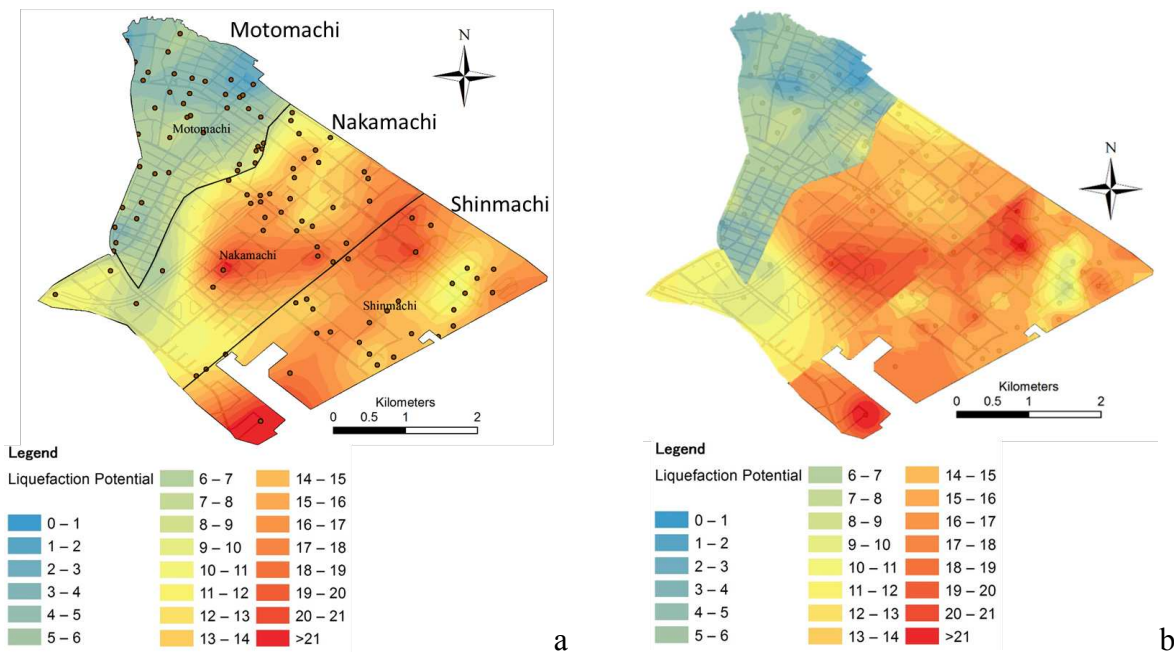 Motomachi
N
Nakamachi
Motomachi
Shinmachi
Nakamachi
Shinmachi
Kilometers
0 0.5 1 2
Legend
Liquefaction Potential
0 – 1
1 – 2
2 – 3
3 – 4
4 – 5
5 – 6
6 – 7
7 – 8
8 – 9
9 – 10
10 – 11
11 – 12
12 – 13
13 – 14
14 – 15
15 – 16
16 – 17
17 – 18
18 – 19
19 – 20
20 – 21
>21
a
N
Kilometers
0 0.5 1 2
Legend
Liquefaction Potential
0 – 1
1 – 2
2 – 3
3 – 4
4 – 5
5 – 6
6 – 7
7 – 8
8 – 9
9 – 10
10 – 11
11 – 12
12 – 13
13 – 14
14 – 15
15 – 16
16 – 17
17 – 18
18 – 19
19 – 20
20 – 21
>21
b